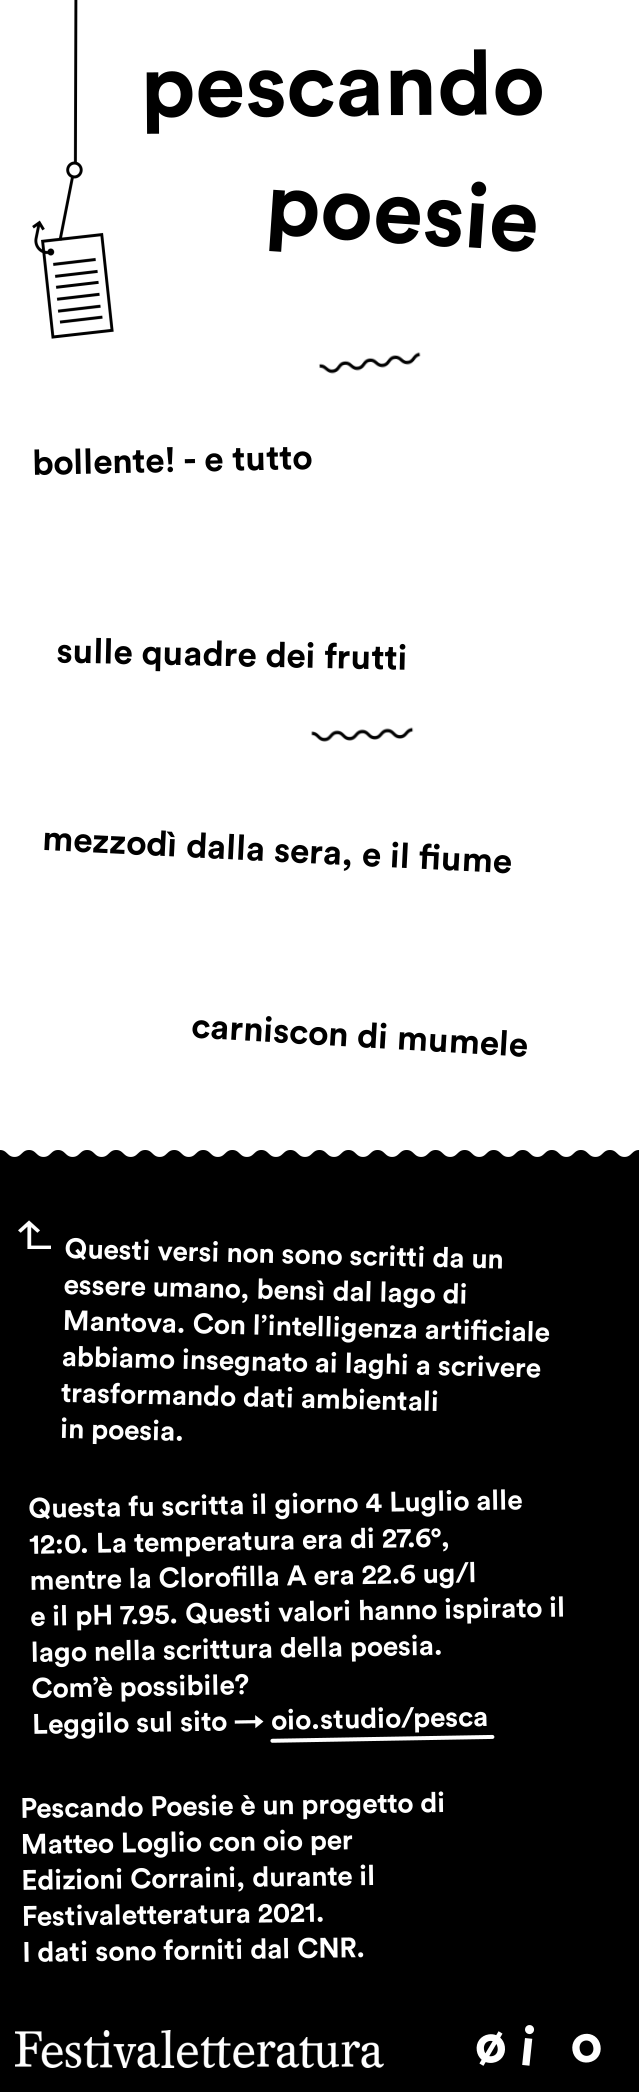 pescando
poesie
bollente! - e tutto
sulle quadre dei frutti
mezzodì dalla sera, e il fiume
carniscon di mumele
Questi versi non sono scritti da un
essere umano, bensì dal lago di
Mantova. Con l’intelligenza artificiale
abbiamo insegnato ai laghi a scrivere
trasformando dati ambientali
in poesia.
Questa fu scritta il giorno 4 Luglio alle
12:0. La temperatura era di 27.6°,
mentre la Clorofilla A era 22.6 ug/l
e il pH 7.95. Questi valori hanno ispirato il
lago nella scrittura della poesia.
Com’è possibile?
Leggilo sul sito → oio.studio/pesca
Pescando Poesie è un progetto di
Matteo Loglio con oio per
Edizioni Corraini, durante il
Festivaletteratura 2021.
I dati sono forniti dal CNR.
Festivaletteratura øi o